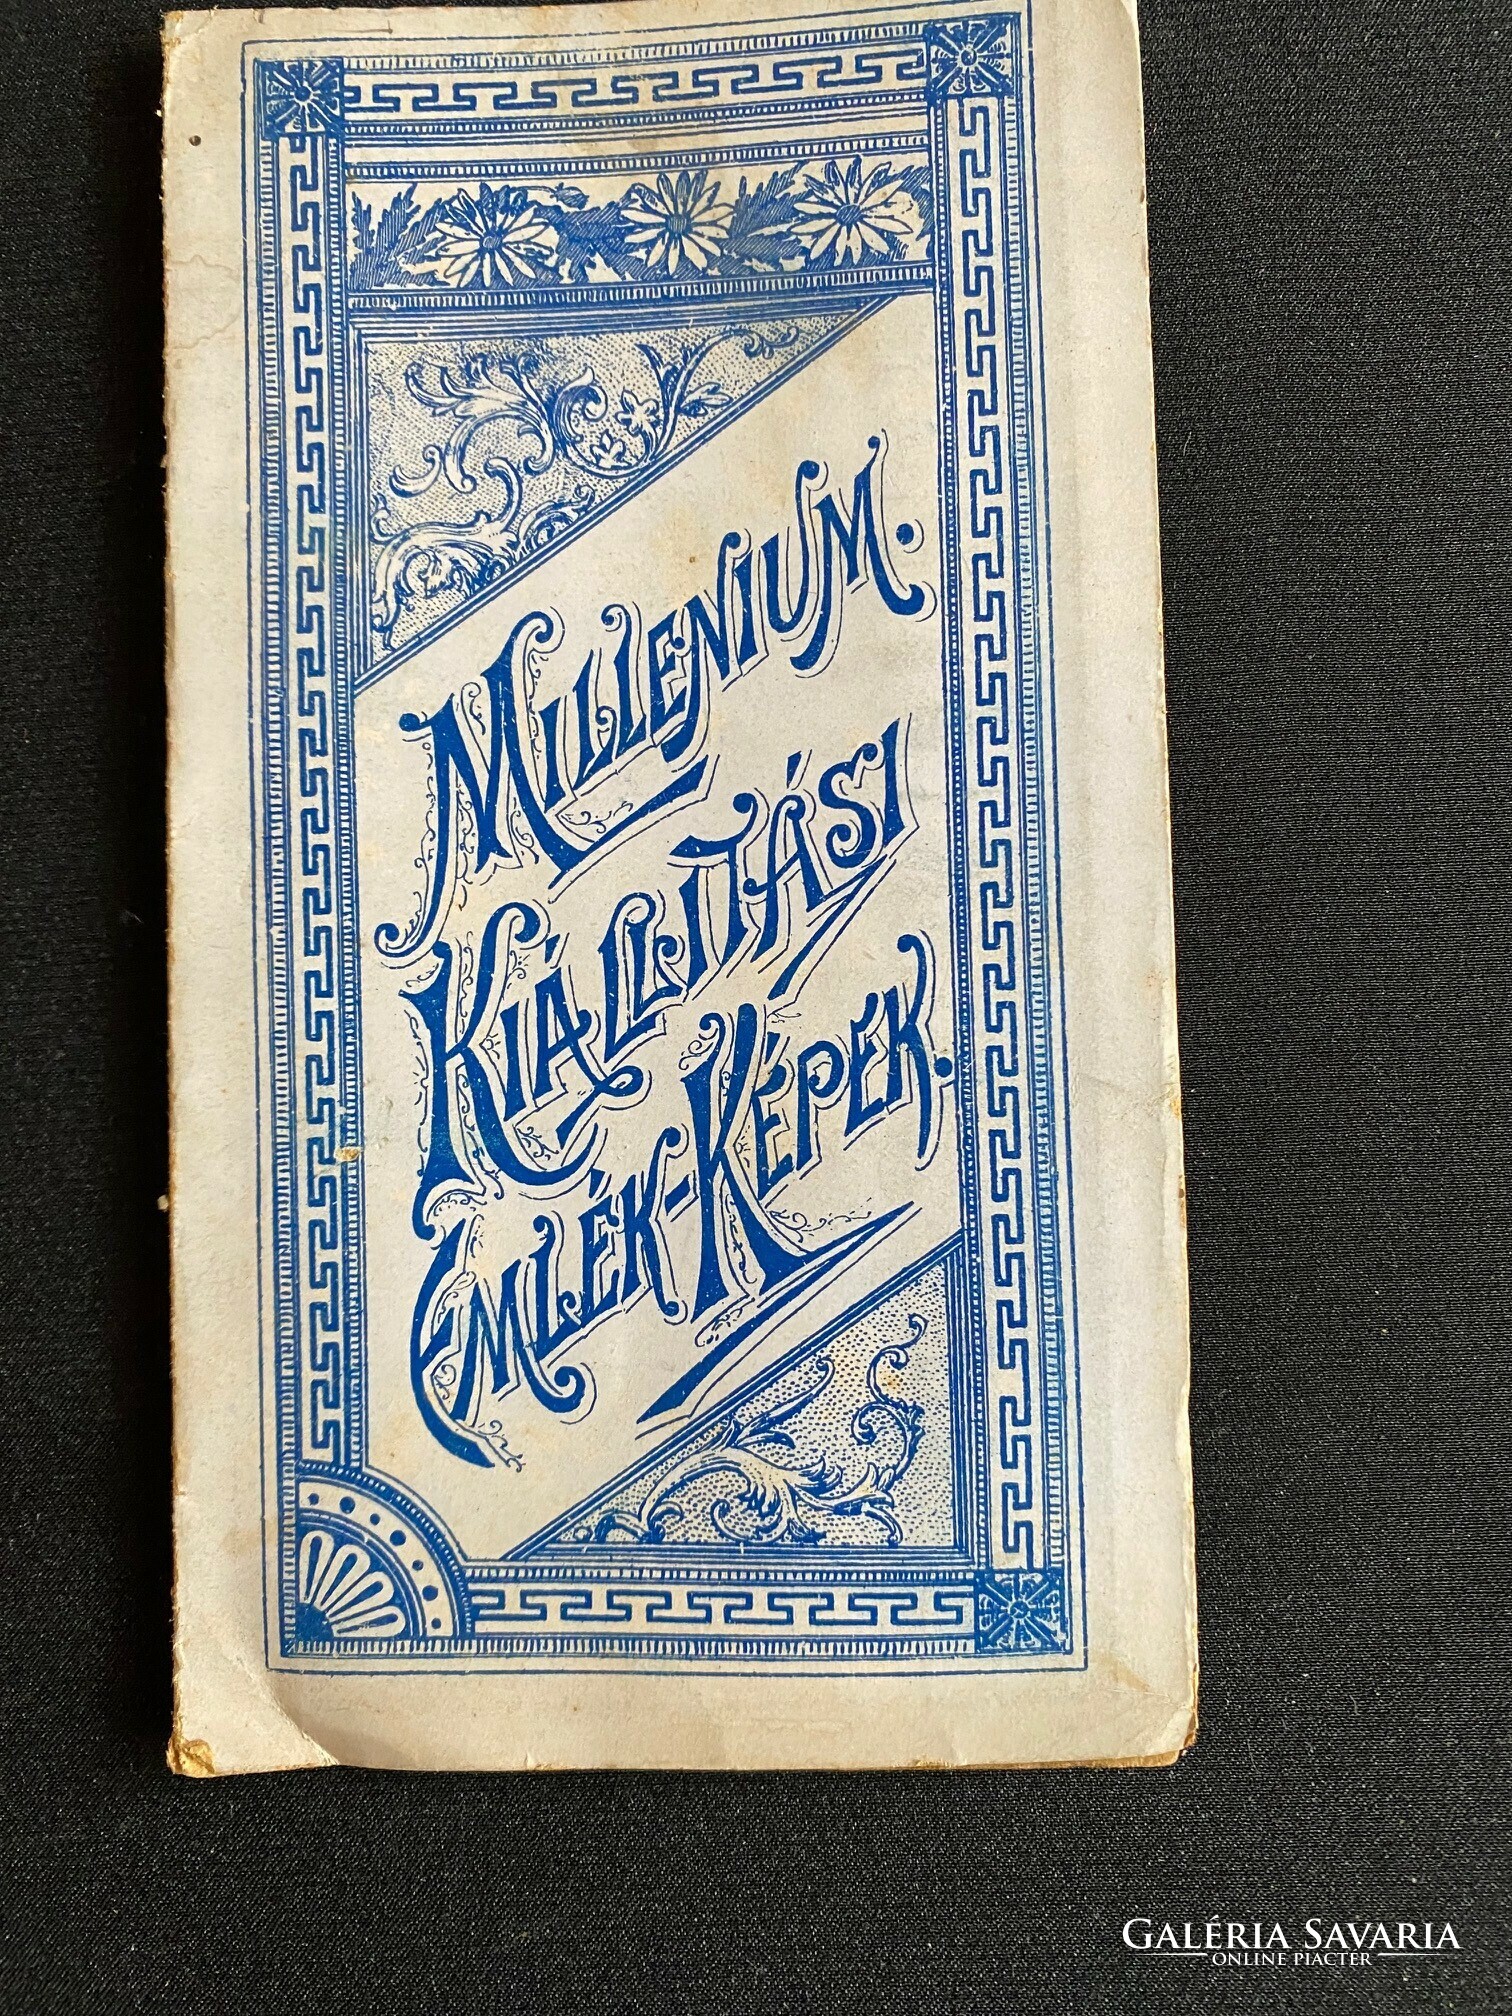 MILLENIUM.
KIÁLLITÁSI
EMLÉK-KÉPEK.
GALÉRIA SAVARIA
ONLINE PIACTÉR